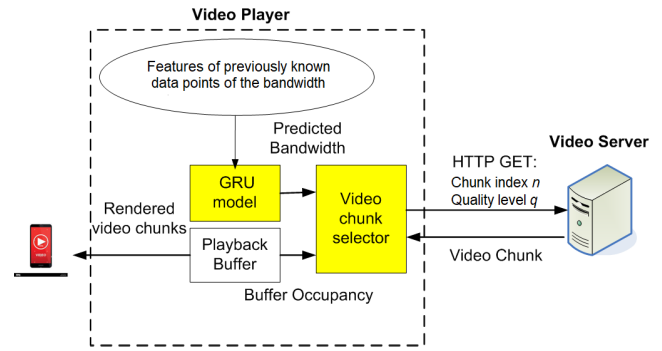 Video Player
Features of previously known
data points of the bandwidth
Predicted
Bandwidth
GRU
model
Video
chunk
selector
Playback
Buffer
Buffer Occupancy
Rendered
video chunks
Video Server
HTTP GET:
Chunk index n
Quality level q
Video Chunk